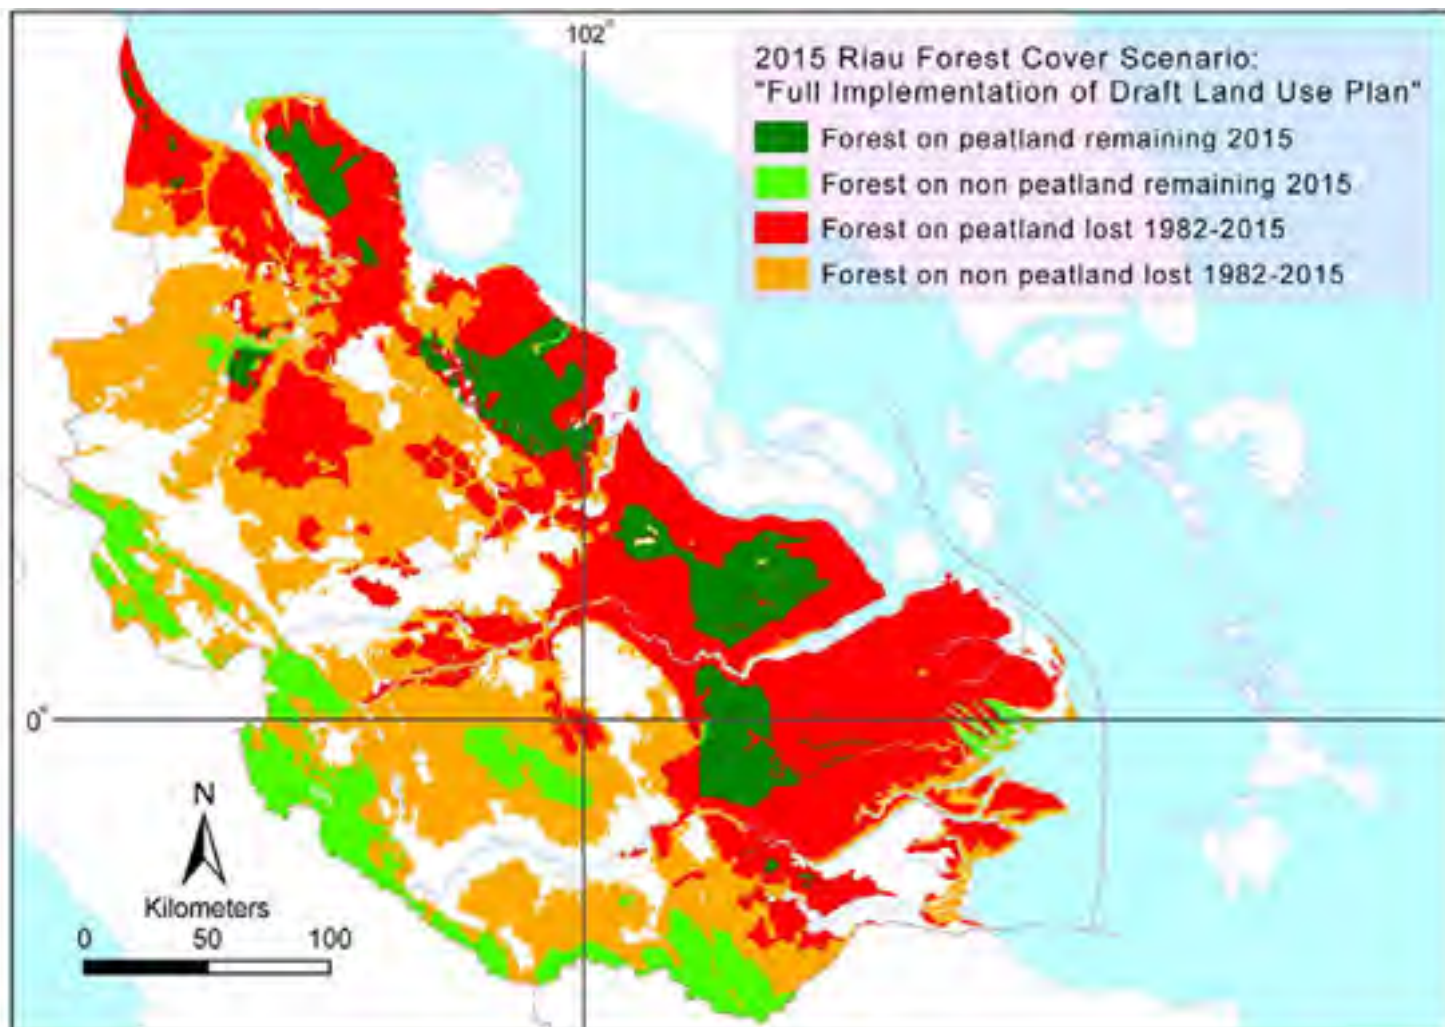 102°
2015 Riau Forest Cover Scenario:
"Full Implementation of Draft Land Use Plan"
Forest on peatland remaining 2015
Forest on non peatland remaining 2015
Forest on peatland lost 1982-2015
Forest on non peatland lost 1982-2015
0°
N
Kilometers
0 50 100